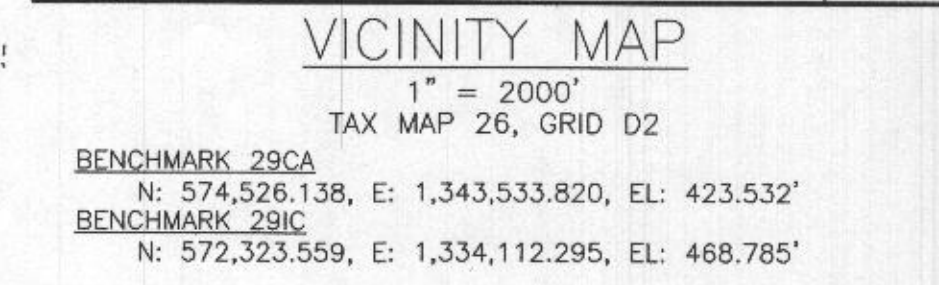 VICINITY MAP
1" = 2000'
TAX MAP 26, GRID D2
BENCHMARK 29CA
N: 574,526.138, E: 1,343,533.820, EL: 423.532'
BENCHMARK 29IC
N: 572,323.559, E: 1,334,112.295, EL: 468.785'